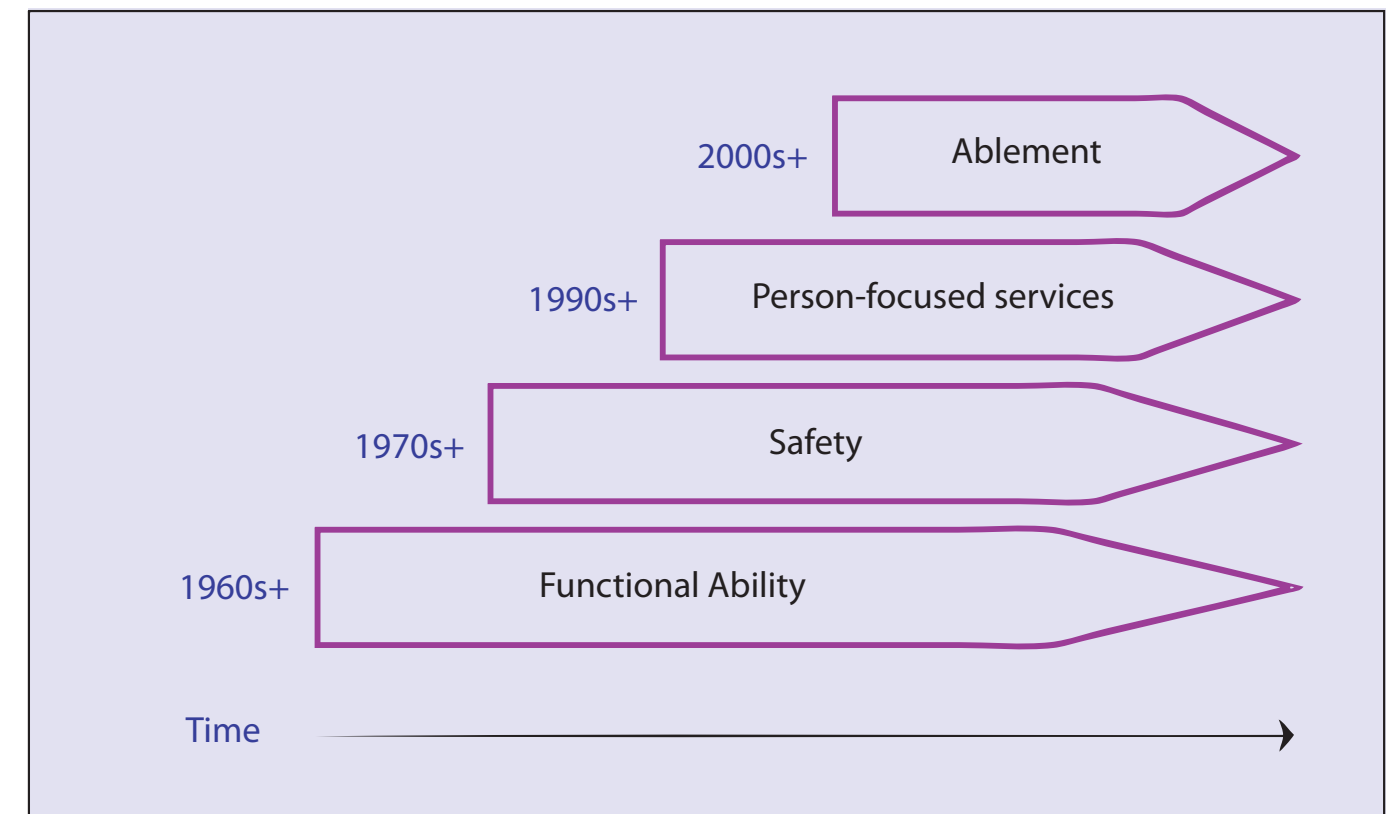 2000s+ Ablement
1990s+ Person-focused services
1970s+ Safety
1960s+ Functional Ability
Time